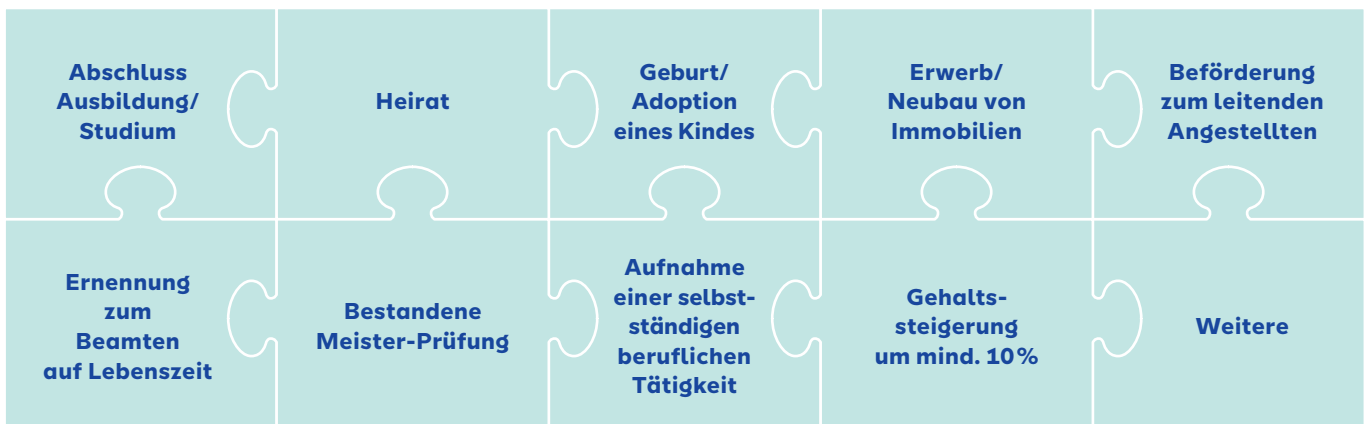 Abschluss
Ausbildung/
Studium
Heirat
Geburt/
Adoption
eines Kindes
Erwerb/
Neubau von
Immobilien
Beförderung
zum leitenden
Angestellten
Ernennung
zum
Beamten
auf Lebenszeit
Bestandene
Meister-Prüfung
Aufnahme
einer selbst-
ständigen
beruflichen
Tätigkeit
Gehalts-
steigerung
um mind. 10 %
Weitere